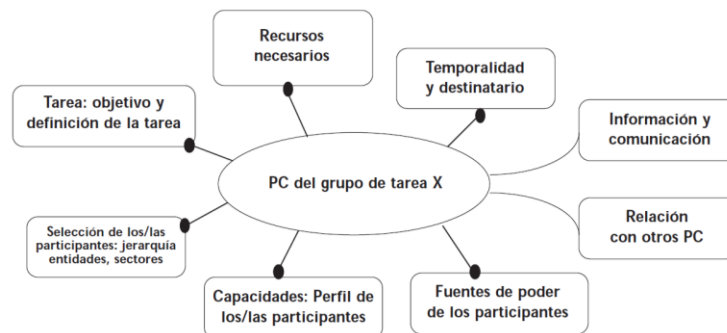 Recursos
necesarios
Temporalidad
y destinatario
Tarea: objetivo y
definición de la tarea
Información y
comunicación
PC del grupo de tarea X
Selección de los/las
participantes: jerarquía
entidades, sectores
Relación
con otros PC
Capacidades: Perfil de
los/las participantes
Fuentes de poder
de los participantes